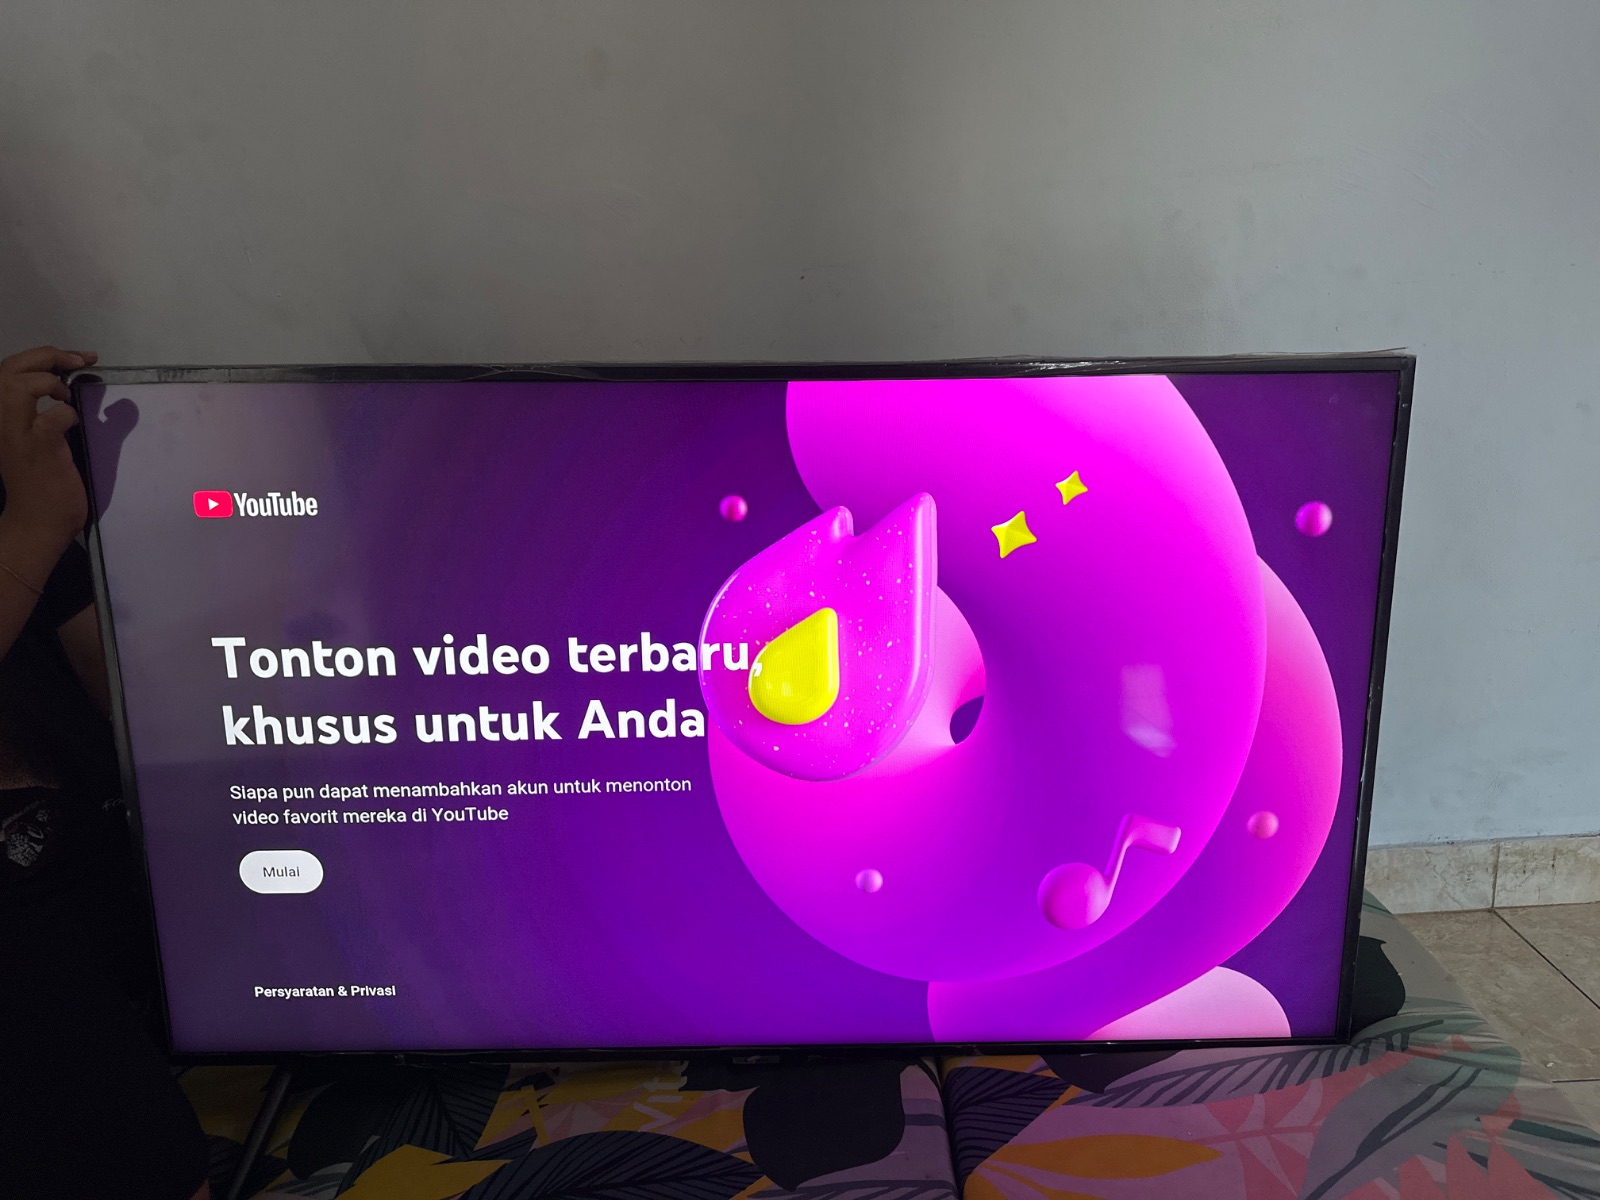 YouTube
Tonton video terbaru,
khusus untuk Anda
Siapa pun dapat menambahkan akun untuk menonton
video favorit mereka di YouTube
Mulai
Persyaratan & Privasi